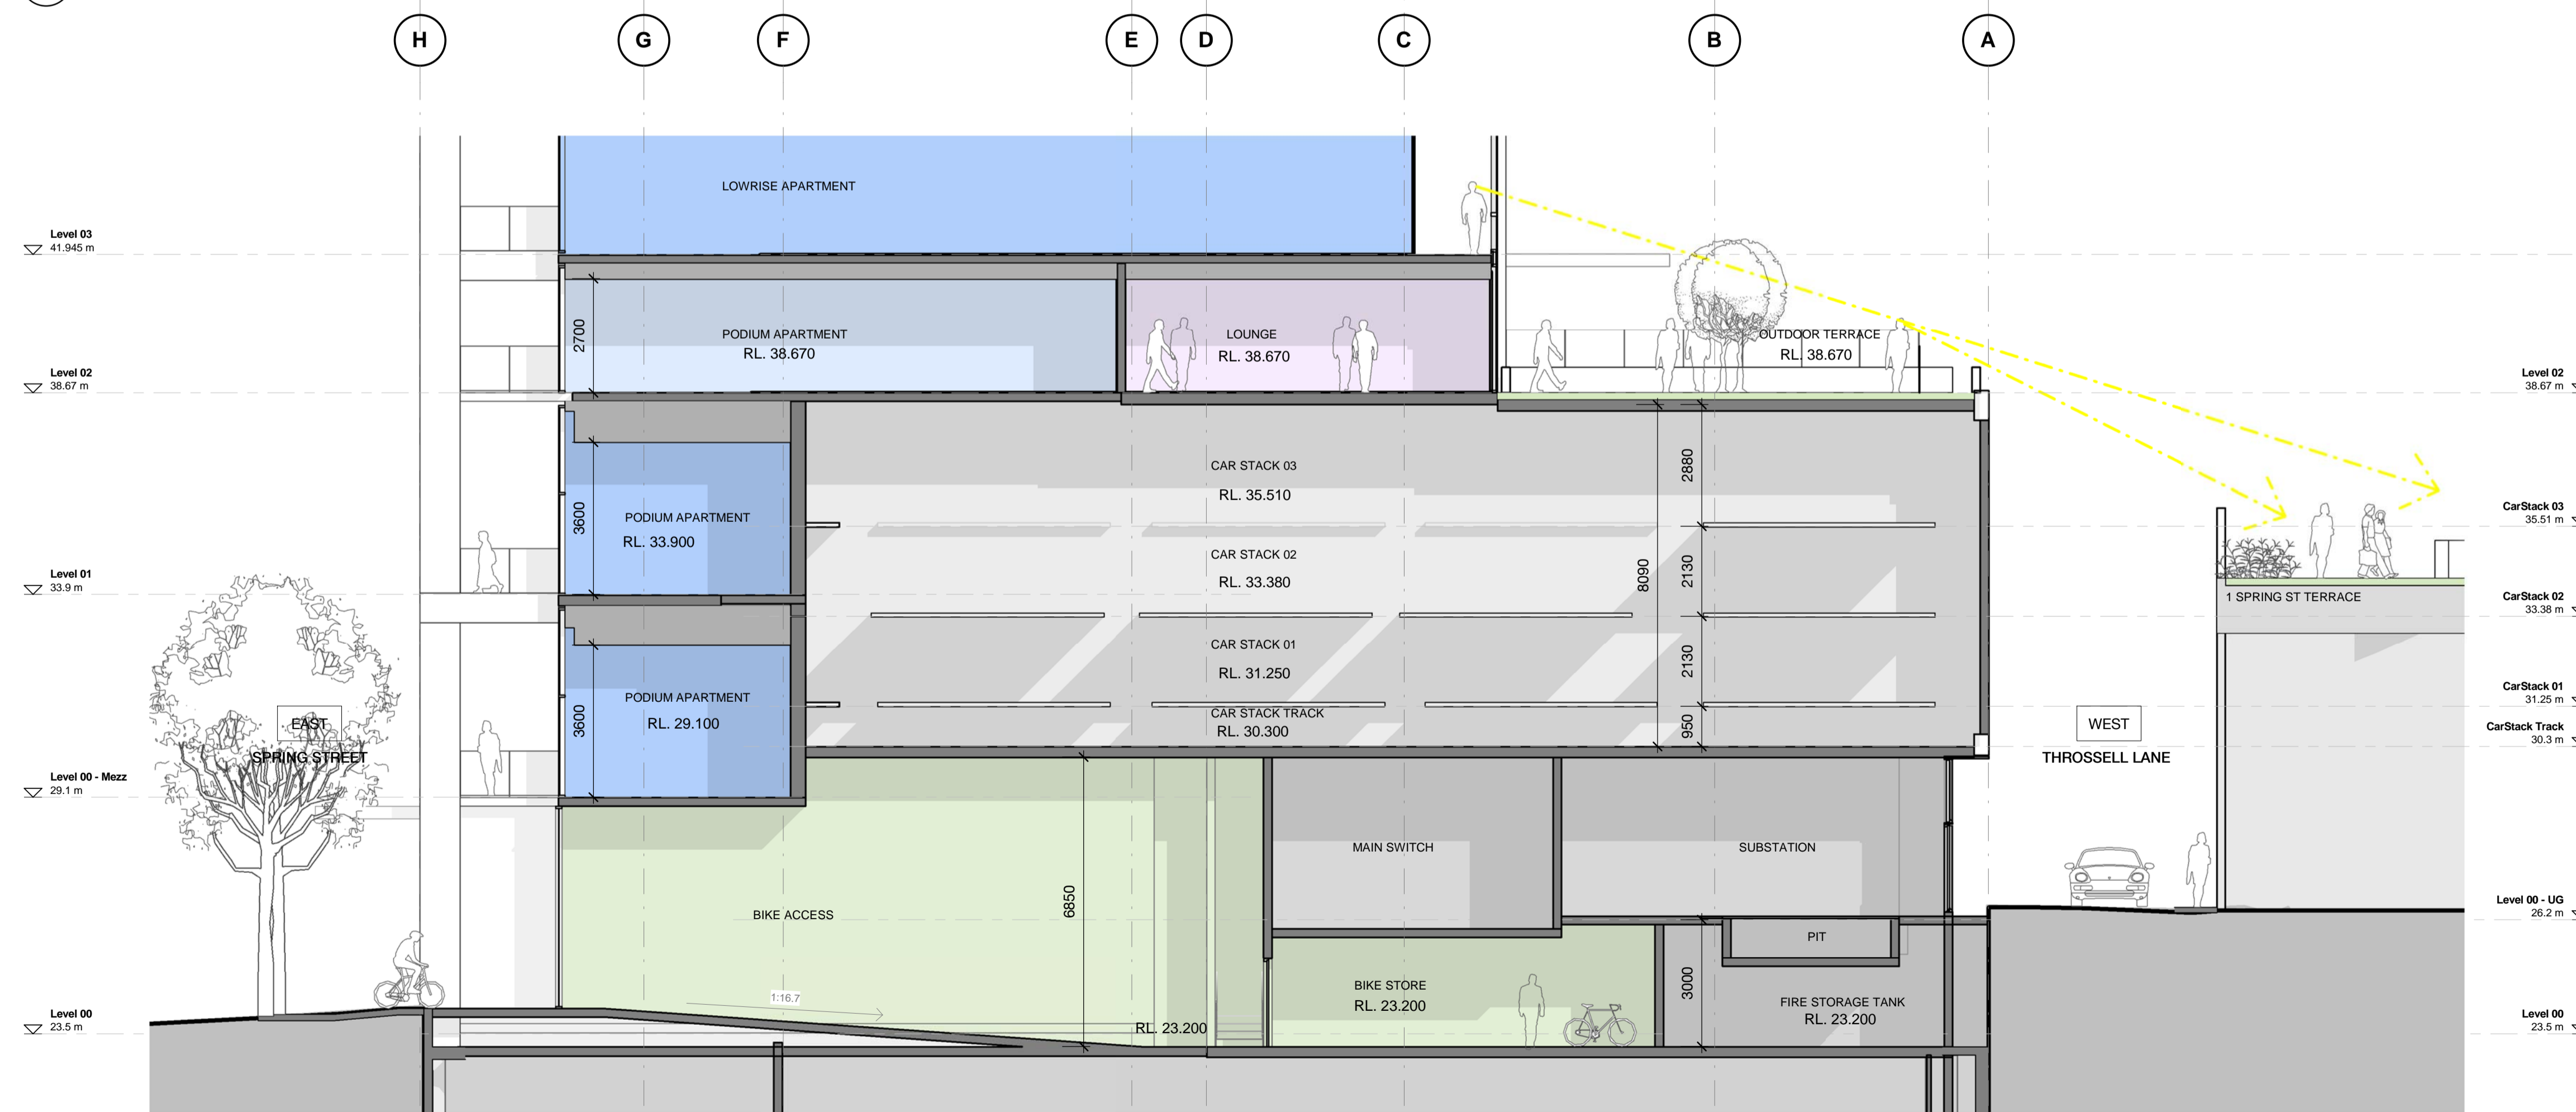 H
G
F
E
D
C
B
A
LOWRISE APARTMENT
Level 03
41.945 m
2700
PODIUM APARTMENT
RL. 38.670
LOUNGE
RL. 38.670
OUTDOOR TERRACE
RL. 38.670
Level 02
38.67 m
Level 02
38.67 m
CAR STACK 03
RL. 35.510
2880
3600
PODIUM APARTMENT
RL. 33.900
CAR STACK 02
RL. 33.380
8090
2130
CarStack 03
35.51 m
Level 01
33.9 m
1 SPRING ST TERRACE
CarStack 02
33.38 m
CAR STACK 01
RL. 31.250
2130
3600
PODIUM APARTMENT
RL. 29.100
CAR STACK TRACK
RL. 30.300
950
CarStack 01
31.25 m
EAST
SPRING STREET
WEST
THROSSELL LANE
CarStack Track
30.3 m
Level 00 - Mezz
29.1 m
MAIN SWITCH
SUBSTATION
BIKE ACCESS
6850
Level 00 - UG
26.2 m
PIT
1:16.7
BIKE STORE
RL. 23.200
3000
FIRE STORAGE TANK
RL. 23.200
RL. 23.200
Level 00
23.5 m
Level 00
23.5 m